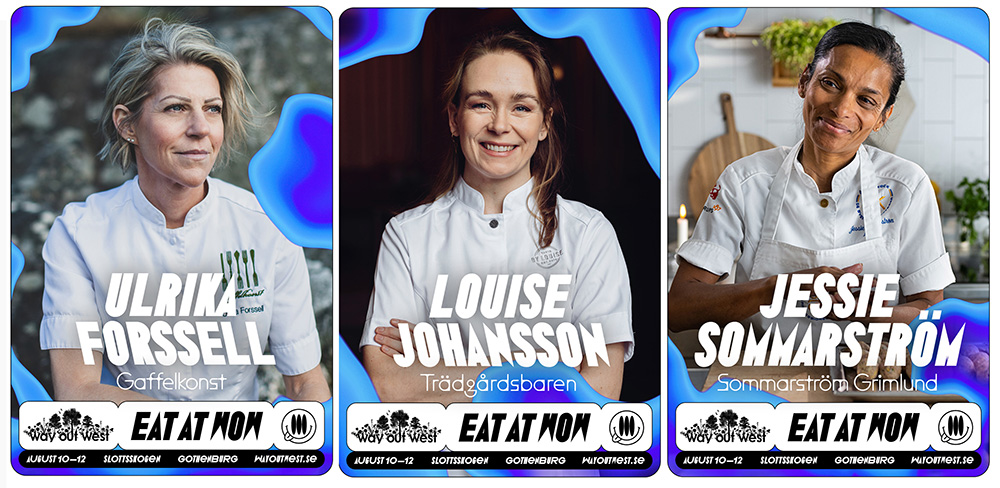 ULRIKA
FORSSELL
Gaffelkonst
way out west
EAT AT WOW
AUGUST 10–12 SLOTTSSKOGEN GOTHENBURG WAYOUTWEST.SE
BY LOUISE
LOUISE
JOHANSSON
Trädgårdsbaren
way out west
EAT AT WOW
AUGUST 10–12 SLOTTSSKOGEN GOTHENBURG WAYOUTWEST.SE
JESSIE
SOMMARSTRÖM
Sommarström Grimlund
way out west
EAT AT WOW
AUGUST 10–12 SLOTTSSKOGEN GOTHENBURG WAYOUTWEST.SE